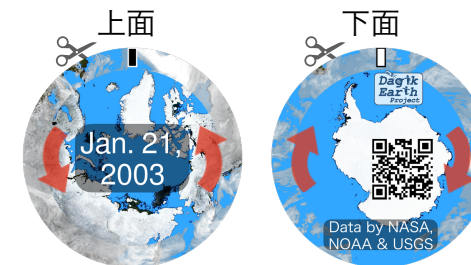 上面
下面
Jan. 21,
2003
Dagik
Earth
Project
Data by NASA,
NOAA & USGS